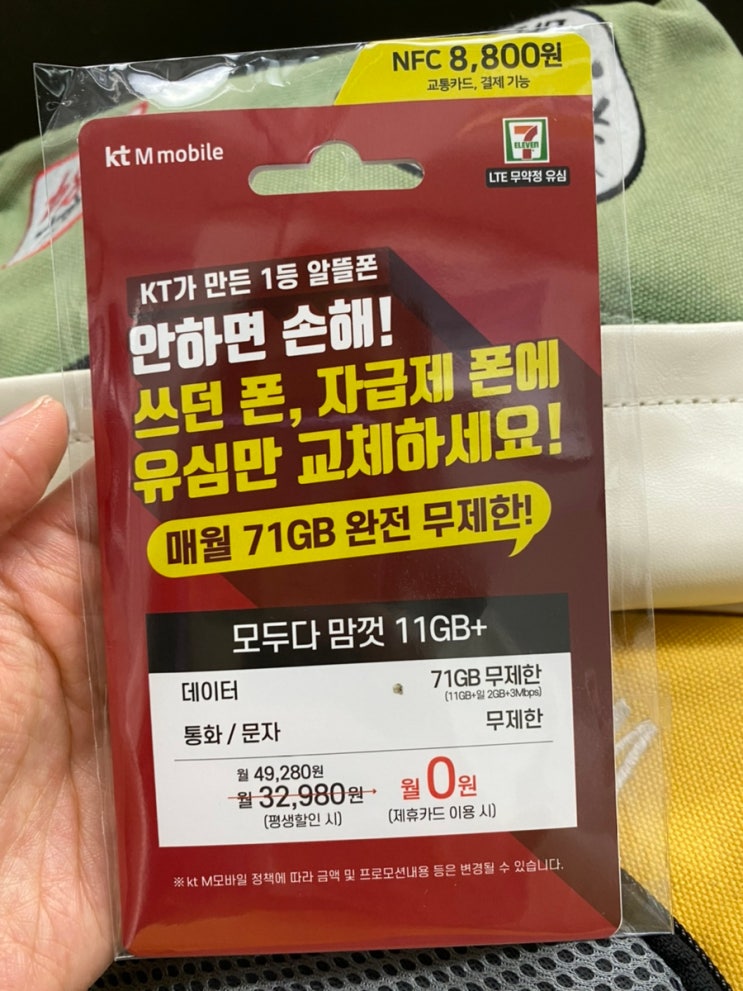 NFC 8,800원
교통카드, 결제 기능
kt M mobile
7
ELEVEN
LTE 무약정 유심
KT가 만든 1등 알뜰폰
안하면 손해!
쓰던 폰, 자급제 폰에
유심만 교체하세요!
매월 71GB 완전 무제한!
모두다 맘껏 11GB+
데이터
71GB 무제한
(11GB+일 2GB+3Mbps)
통화 / 문자
무제한
월 49,280원
월 32,980원
(평생할인 시)
월 0원
(제휴카드 이용 시)
※ kt M모바일 정책에 따라 금액 및 프로모션내용 등은 변경될 수 있습니다.